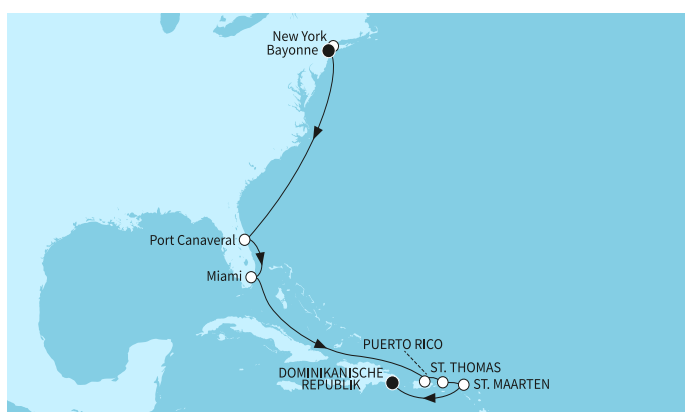 New York
Bayonne
Port Canaveral
Miami
PUERTO RICO
ST. THOMAS
DOMINIKANISCHE
REPUBLIK
ST. MAARTEN